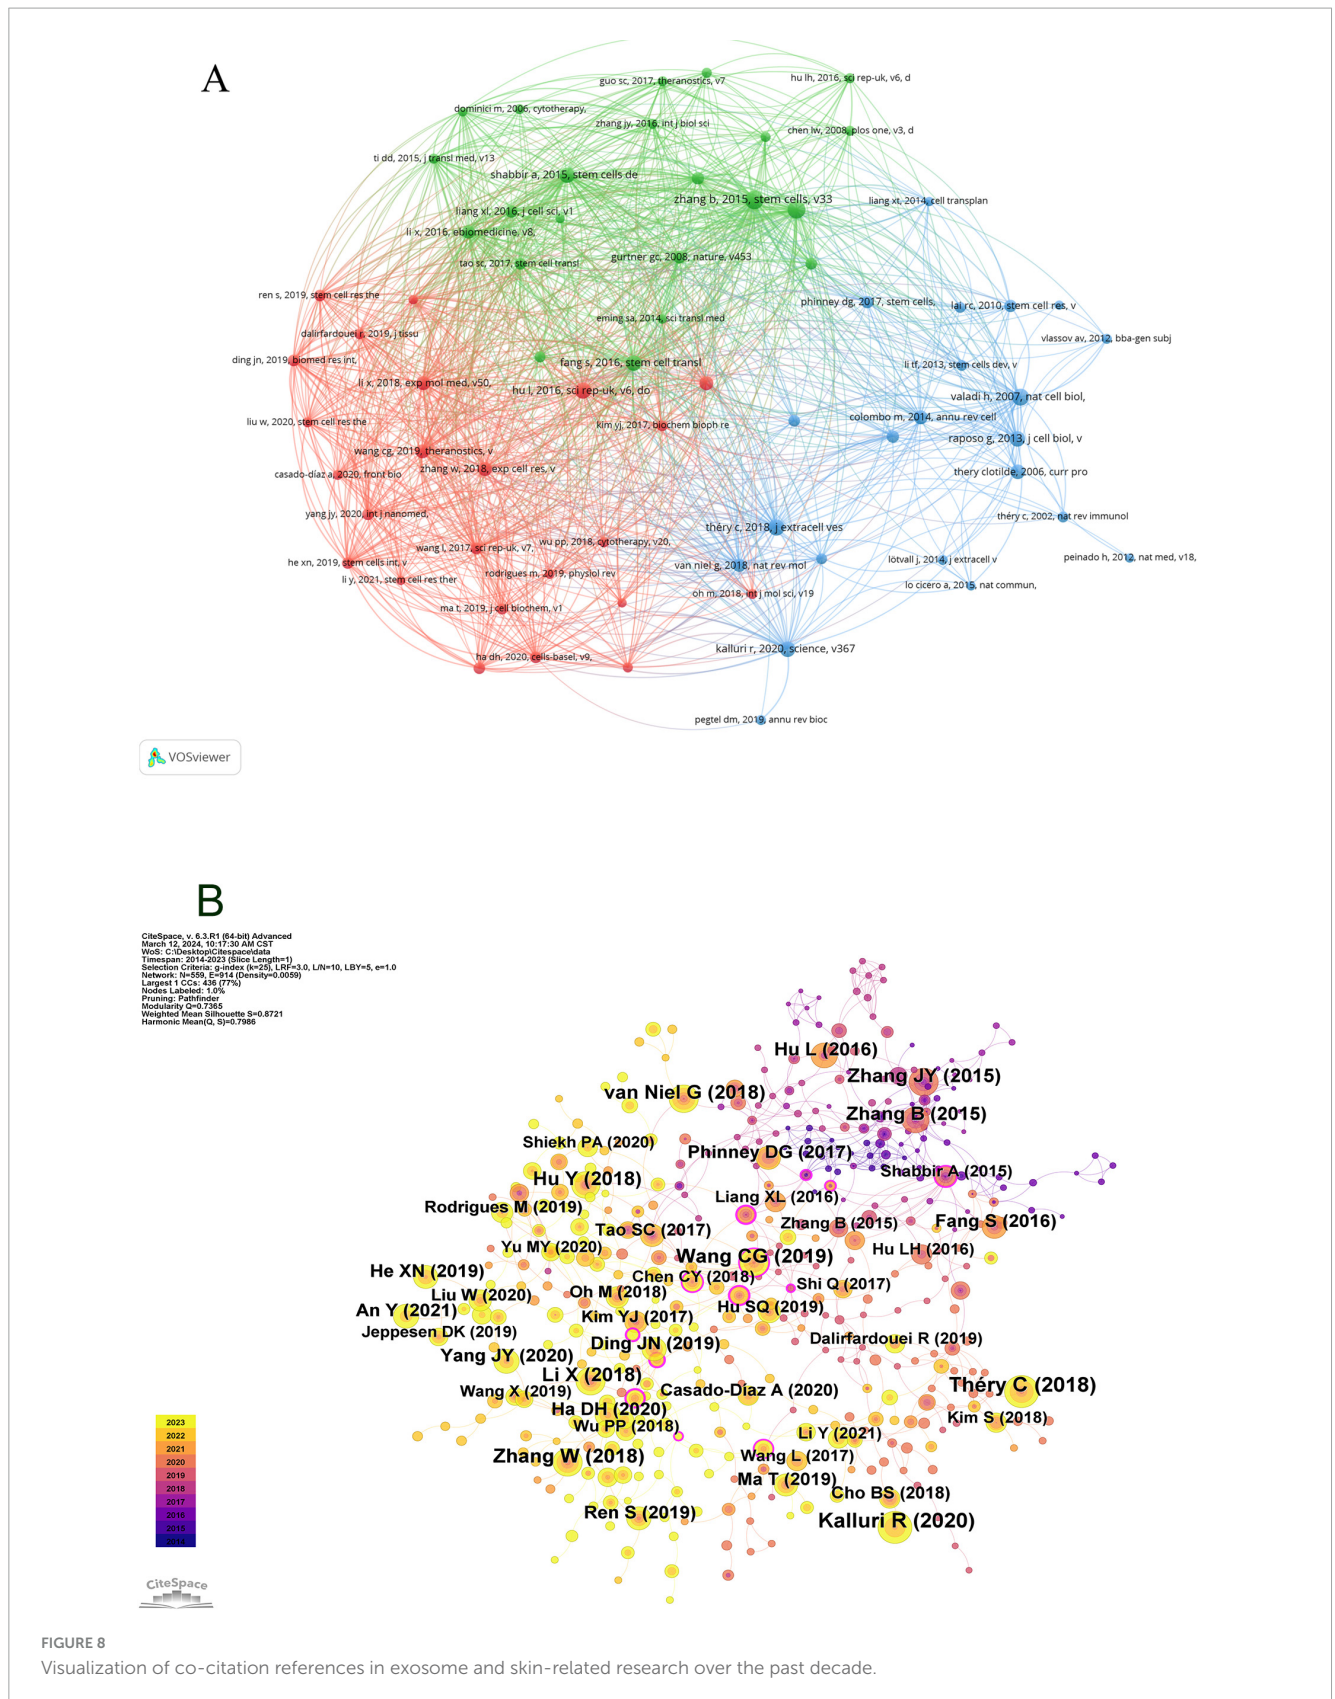 A
guo sc, 2017, theranostics, v7
hu lh, 2016, sci rep-uk, v6, d
dominici m, 2006, cytotherapy,
zhang jy, 2016, int j biol sci
chen lw, 2008, plos one, v3, d
ti dd, 2015, j transl med, v13
shabbir a, 2015, stem cells de
zhang b, 2015, stem cells, v33
liang xt, 2014, cell transplan
liang xl, 2016, j cell sci, v1
li x, 2016, ebiomedicine, v8,
tao sc, 2017, stem cell transl
gurtner gc, 2008, nature, v453
ren s, 2019, stem cell res the
phinney dg, 2017, stem cells,
lai rc, 2010, stem cell res, v
eming sa, 2014, sci transl med
dalirfardouei r, 2019, j tissu
vlassov av, 2012, bba-gen subj
ding jn, 2019, biomed res int,
fang s, 2016, stem cell transl
li tf, 2013, stem cells dev, v
li x, 2018, exp mol med, v50,
hu l, 2016, sci rep-uk, v6, do
valadi h, 2007, nat cell biol,
liu w, 2020, stem cell res the
kim yj, 2017, biochem bioph re
colombo m, 2014, annu rev cell
raposo g, 2013, j cell biol, v
wang cg, 2019, theranostics, v
zhang w, 2018, exp cell res, v
casado-díaz a, 2020, front bio
thery clotilde, 2006, curr pro
yang jy, 2020, int j nanomed,
théry c, 2002, nat rev immunol
théry c, 2018, j extracell ves
wang l, 2017, sci rep-uk, v7,
wu pp, 2018, cytotherapy, v20,
he xn, 2019, stem cells int, v
van niel g, 2018, nat rev mol
lötvall j, 2014, j extracell v
peinado h, 2012, nat med, v18,
li y, 2021, stem cell res ther
rodrigues m, 2019, physiol rev
lo cicero a, 2015, nat commun,
oh m, 2018, int j mol sci, v19
ma t, 2019, j cell biochem, v1
kalluri r, 2020, science, v367
ha dh, 2020, cells-basel, v9,
pegtel dm, 2019, annu rev bioc
VOSviewer
B
CiteSpace, v. 6.3.R1 (64-bit) Advanced
March 12, 2024, 10:17:30 AM CST
WoS: C:\Desktop\Citespace\data
Timespan: 2014-2023 (Slice Length=1)
Selection Criteria: g-index (k=25), LRF=3.0, L/N=10, LBY=5, e=1.0
Network: N=559, E=914 (Density=0.0059)
Largest 1 CCs: 436 (77%)
Nodes Labeled: 1.0%
Pruning: Pathfinder
Modularity Q=0.7365
Weighted Mean Silhouette S=0.8721
Harmonic Mean(Q, S)=0.7986
Hu L (2016)
Zhang JY (2015)
van Niel G (2018)
Zhang B (2015)
Shiekh PA (2020)
Phinney DG (2017)
Shabbir A (2015)
Hu Y (2018)
Liang XL (2016)
Rodrigues M (2019)
Zhang B (2015)
Fang S (2016)
Tao SC (2017)
Yu MY (2020)
Wang CG (2019)
Hu LH (2016)
He XN (2019)
Chen CY (2018)
Shi Q (2017)
Liu W (2020)
Oh M (2018)
An Y (2021)
Hu SQ (2019)
Kim YJ (2017)
Jeppesen DK (2019)
Dalirfardouei R (2019)
Ding JN (2019)
Yang JY (2020)
Li X (2018)
Théry C (2018)
Wang X (2019)
Casado-Díaz A (2020)
Ha DH (2020)
Kim S (2018)
Wu PP (2018)
Li Y (2021)
Zhang W (2018)
Wang L (2017)
Ma T (2019)
Cho BS (2018)
Ren S (2019)
Kalluri R (2020)
2023
2022
2021
2020
2019
2018
2017
2016
2015
2014
CiteSpace
FIGURE 8
Visualization of co-citation references in exosome and skin-related research over the past decade.